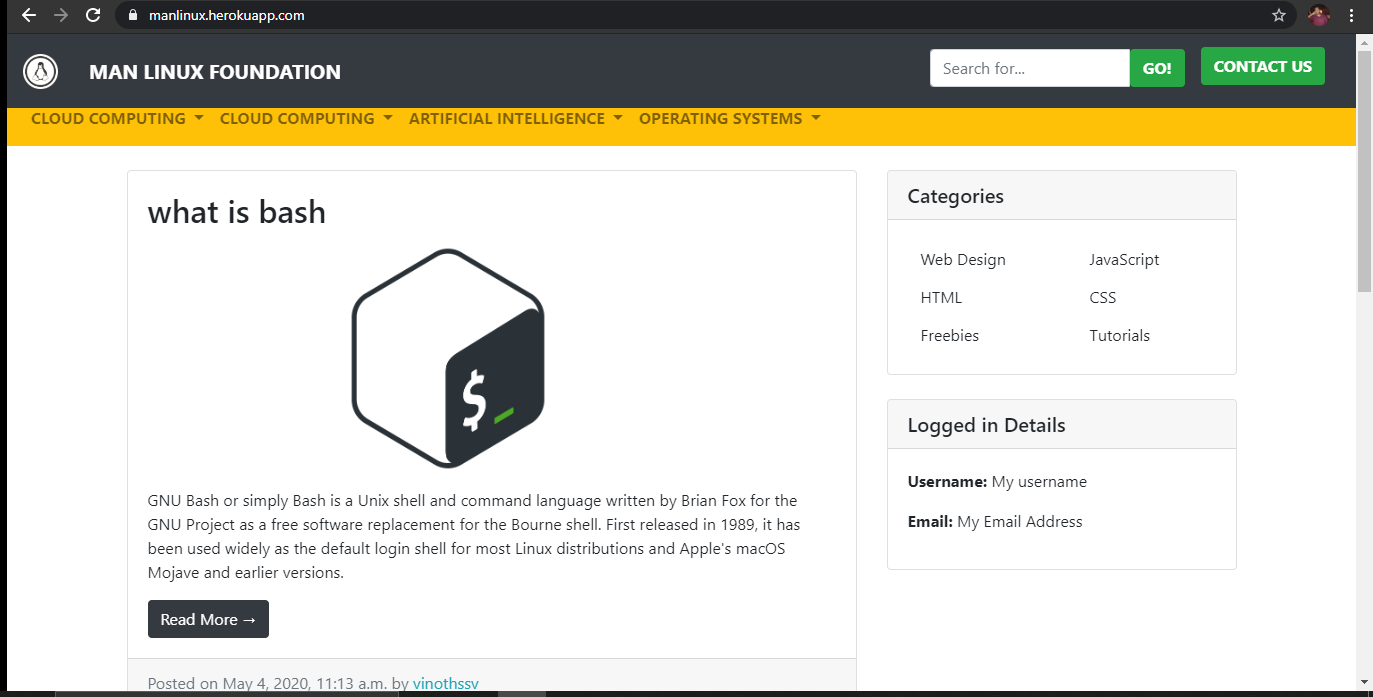 manlinux.herokuapp.com
MAN LINUX FOUNDATION
Search for...
GO!
CONTACT US
CLOUD COMPUTING
CLOUD COMPUTING
ARTIFICIAL INTELLIGENCE
OPERATING SYSTEMS
what is bash
$_
GNU Bash or simply Bash is a Unix shell and command language written by Brian Fox for the
GNU Project as a free software replacement for the Bourne shell. First released in 1989, it has
been used widely as the default login shell for most Linux distributions and Apple's macOS
Mojave and earlier versions.
Read More →
Posted on May 4, 2020, 11:13 a.m. by vinothssv
Categories
Web Design
JavaScript
HTML
CSS
Freebies
Tutorials
Logged in Details
Username: My username
Email: My Email Address